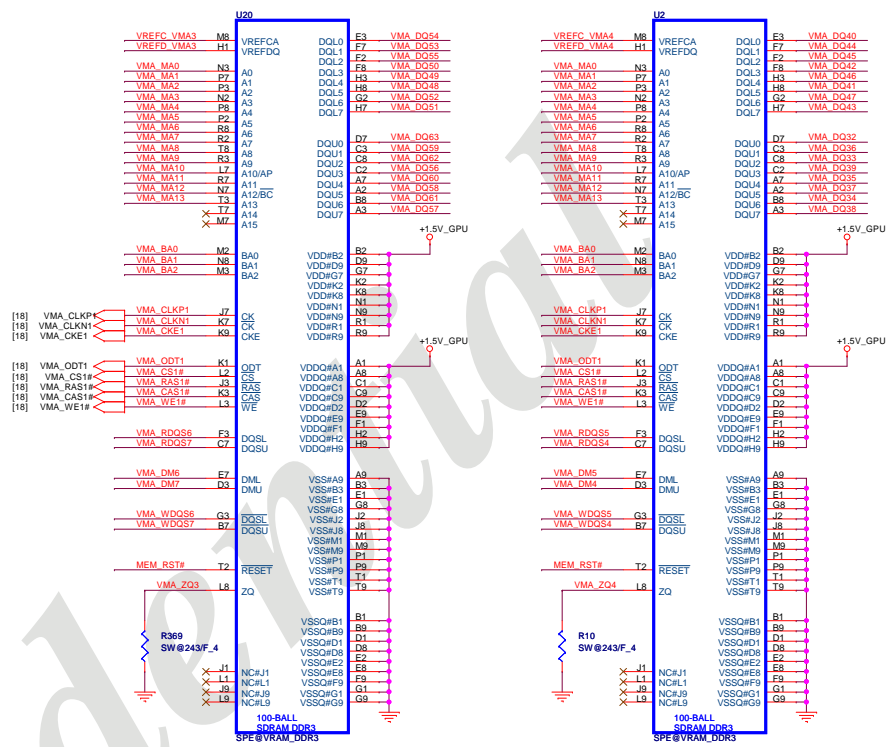 U20
VREFC_VMA3 M8 VREFCA
VREFD_VMA3 H1 VREFDQ
VMA_MA0 N3 A0
VMA_MA1 P7 A1
VMA_MA2 P3 A2
VMA_MA3 N2 A3
VMA_MA4 P8 A4
VMA_MA5 P2 A5
VMA_MA6 R8 A6
VMA_MA7 R2 A7
VMA_MA8 T8 A8
VMA_MA9 R3 A9
VMA_MA10 L7 A10/AP
VMA_MA11 R7 A11
VMA_MA12 N7 A12/BC
VMA_MA13 T3 A13
T7 A14
M7 A15
VMA_BA0 M2 BA0
VMA_BA1 N8 BA1
VMA_BA2 M3 BA2
[18] VMA_CLKP1 VMA_CLKP1 J7 CK
[18] VMA_CLKN1 VMA_CLKN1 K7 CK
[18] VMA_CKE1 VMA_CKE1 K9 CKE
[18] VMA_ODT1 VMA_ODT1 K1 ODT
[18] VMA_CS1# VMA_CS1# L2 CS
[18] VMA_RAS1# VMA_RAS1# J3 RAS
[18] VMA_CAS1# VMA_CAS1# K3 CAS
[18] VMA_WE1# VMA_WE1# L3 WE
VMA_RDQS6 F3 DQSL
VMA_RDQS7 C7 DQSU
VMA_DM6 E7 DML
VMA_DM7 D3 DMU
VMA_WDQS6 G3 DQSL
VMA_WDQS7 B7 DQSU
MEM_RST# T2 RESET
VMA_ZQ3 L8 ZQ
R369
SW@243/F_4
J1 NC#J1
L1 NC#L1
J9 NC#J9
L9 NC#L9
DQL0 E3 VMA_DQ54
DQL1 F7 VMA_DQ53
DQL2 F2 VMA_DQ55
DQL3 F8 VMA_DQ50
DQL4 H3 VMA_DQ49
DQL5 H8 VMA_DQ48
DQL6 G2 VMA_DQ52
DQL7 H7 VMA_DQ51
DQU0 D7 VMA_DQ63
DQU1 C3 VMA_DQ59
DQU2 C8 VMA_DQ62
DQU3 C2 VMA_DQ56
DQU4 A7 VMA_DQ60
DQU5 A2 VMA_DQ58
DQU6 B8 VMA_DQ61
DQU7 A3 VMA_DQ57
+1.5V_GPU
VDD#B2 B2
VDD#D9 D9
VDD#G7 G7
VDD#K2 K2
VDD#K8 K8
VDD#N1 N1
VDD#N9 N9
VDD#R1 R1
VDD#R9 R9
+1.5V_GPU
VDDQ#A1 A1
VDDQ#A8 A8
VDDQ#C1 C1
VDDQ#C9 C9
VDDQ#D2 D2
VDDQ#E9 E9
VDDQ#F1 F1
VDDQ#H2 H2
VDDQ#H9 H9
VSS#A9 A9
VSS#B3 B3
VSS#E1 E1
VSS#G8 G8
VSS#J2 J2
VSS#J8 J8
VSS#M1 M1
VSS#M9 M9
VSS#P1 P1
VSS#P9 P9
VSS#T1 T1
VSS#T9 T9
VSSQ#B1 B1
VSSQ#B9 B9
VSSQ#D1 D1
VSSQ#D8 D8
VSSQ#E2 E2
VSSQ#E8 E8
VSSQ#F9 F9
VSSQ#G1 G1
VSSQ#G9 G9
100-BALL
SDRAM DDR3
SPE@VRAM_DDR3
U2
VREFC_VMA4 M8 VREFCA
VREFD_VMA4 H1 VREFDQ
VMA_MA0 N3 A0
VMA_MA1 P7 A1
VMA_MA2 P3 A2
VMA_MA3 N2 A3
VMA_MA4 P8 A4
VMA_MA5 P2 A5
VMA_MA6 R8 A6
VMA_MA7 R2 A7
VMA_MA8 T8 A8
VMA_MA9 R3 A9
VMA_MA10 L7 A10/AP
VMA_MA11 R7 A11
VMA_MA12 N7 A12/BC
VMA_MA13 T3 A13
T7 A14
M7 A15
VMA_BA0 M2 BA0
VMA_BA1 N8 BA1
VMA_BA2 M3 BA2
VMA_CLKP1 J7 CK
VMA_CLKN1 K7 CK
VMA_CKE1 K9 CKE
VMA_ODT1 K1 ODT
VMA_CS1# L2 CS
VMA_RAS1# J3 RAS
VMA_CAS1# K3 CAS
VMA_WE1# L3 WE
VMA_RDQS5 F3 DQSL
VMA_RDQS4 C7 DQSU
VMA_DM5 E7 DML
VMA_DM4 D3 DMU
VMA_WDQS5 G3 DQSL
VMA_WDQS4 B7 DQSU
MEM_RST# T2 RESET
VMA_ZQ4 L8 ZQ
R10
SW@243/F_4
J1 NC#J1
L1 NC#L1
J9 NC#J9
L9 NC#L9
DQL0 E3 VMA_DQ40
DQL1 F7 VMA_DQ44
DQL2 F2 VMA_DQ45
DQL3 F8 VMA_DQ42
DQL4 H3 VMA_DQ46
DQL5 H8 VMA_DQ41
DQL6 G2 VMA_DQ47
DQL7 H7 VMA_DQ43
DQU0 D7 VMA_DQ32
DQU1 C3 VMA_DQ36
DQU2 C8 VMA_DQ33
DQU3 C2 VMA_DQ39
DQU4 A7 VMA_DQ35
DQU5 A2 VMA_DQ37
DQU6 B8 VMA_DQ34
DQU7 A3 VMA_DQ38
+1.5V_GPU
VDD#B2 B2
VDD#D9 D9
VDD#G7 G7
VDD#K2 K2
VDD#K8 K8
VDD#N1 N1
VDD#N9 N9
VDD#R1 R1
VDD#R9 R9
+1.5V_GPU
VDDQ#A1 A1
VDDQ#A8 A8
VDDQ#C1 C1
VDDQ#C9 C9
VDDQ#D2 D2
VDDQ#E9 E9
VDDQ#F1 F1
VDDQ#H2 H2
VDDQ#H9 H9
VSS#A9 A9
VSS#B3 B3
VSS#E1 E1
VSS#G8 G8
VSS#J2 J2
VSS#J8 J8
VSS#M1 M1
VSS#M9 M9
VSS#P1 P1
VSS#P9 P9
VSS#T1 T1
VSS#T9 T9
VSSQ#B1 B1
VSSQ#B9 B9
VSSQ#D1 D1
VSSQ#D8 D8
VSSQ#E2 E2
VSSQ#E8 E8
VSSQ#F9 F9
VSSQ#G1 G1
VSSQ#G9 G9
100-BALL
SDRAM DDR3
SPE@VRAM_DDR3
dential